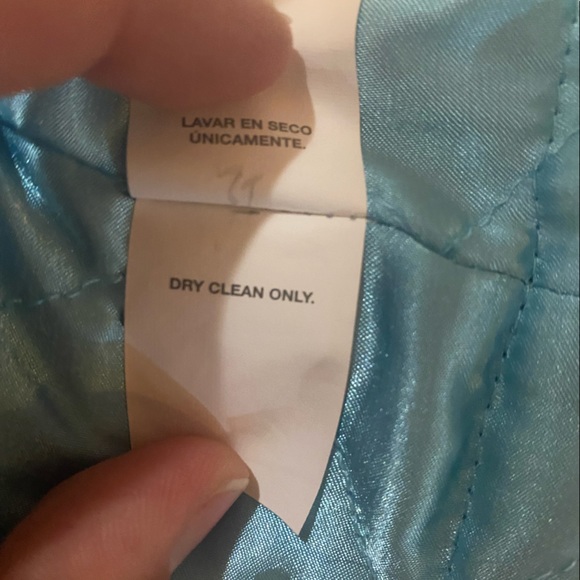 LAVAR EN SECO
ÚNICAMENTE.
DRY CLEAN ONLY.